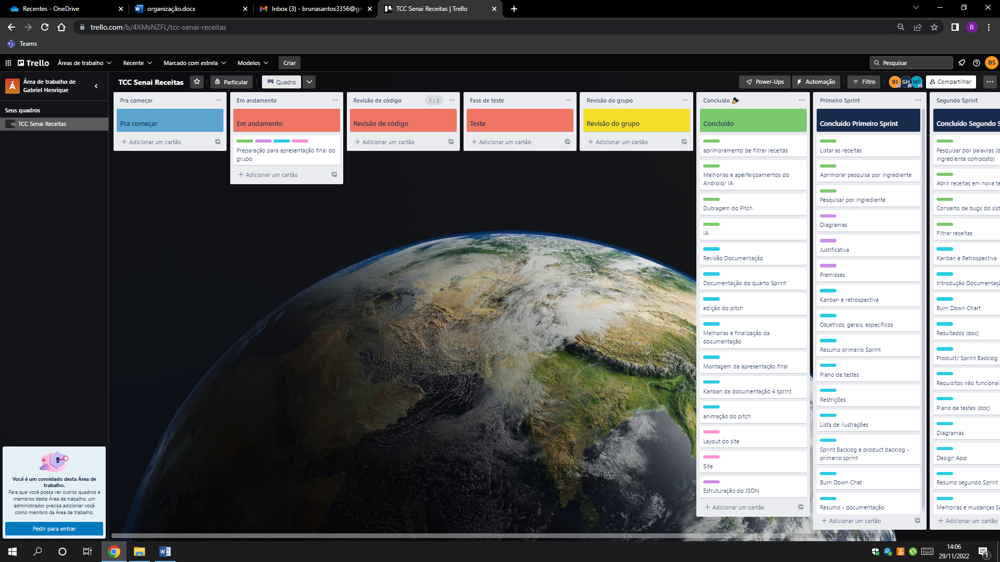 Recentes - OneDrive
organização.docx
Inbox (3) - brunasantos3356@gm
TCC Senai Receitas | Trello
trello.com/b/4XMsNZFL/tcc-senai-receitas
B
Teams
Trello
Áreas de trabalho
Recente
Marcado com estrela
Modelos
Criar
Pesquisar
BS
Á
Área de trabalho de
Gabriel Henrique
TCC Senai Receitas
Particular
Quadro
Power-Ups
Automação
Filtro
BS
GH
MT
Compartilhar
Seus quadros
TCC Senai Receitas
Pra começar
Pra começar
Adicionar um cartão
Em andamento
Em andamento
Preparação para apresentação final do
grupo
Adicionar um cartão
Revisão de código
1 / 3
Revisão de código
Adicionar um cartão
Fase de teste
Teste
Adicionar um cartão
Revisão do grupo
Revisão do grupo
Adicionar um cartão
Concluído 🎉
Concluído
aprimoramento de filtrar receitas
Melhorias e aperfeiçoamentos do
Android/ IA
Dublagem do Pitch
IA
Revisão Documentação
Documentação do quarto Sprint
edição do pitch
Melhorias e finalização da
documentação
Montagem da apresentação final
Kanban da documentação 4 sprint
animação do pitch
Layout do site
Site
Estruturação do JSON
Adicionar um cartão
Primeiro Sprint
Concluído Primeiro Sprint
Listar as receitas
Aprimorar pesquisa por ingrediente
Pesquisar por ingrediente
Diagramas
Justificativa
Premissas
Kanban e retrospectiva
Objetivos, gerais, específicos
Resumo primeiro Sprint
Plano de testes
Restrições
Lista de ilustrações
Sprint Backlog e product backlog -
primeiro sprint
Burn Down Chat
Resumo - documentação
Adicionar um cartão
Segundo Sprint
Concluído Segundo S
Pesquisar por palavras (d
ingrediente composto)
Abrir receitas em nova te
Conserto de bugs do sist
Filtrar receitas
Kanban e Retrospectiva
Introdução Documentaçã
Burn Down Chart
Resultados (doc)
Product/ Sprint Backlog
Requisitos não funcionais
Plano de testes (doc)
Diagramas
Design App
Resumo segundo Sprint
Melhorias e mudanças Sp
Adicionar um cartão
Você é um convidado desta Área de
trabalho.
Para que você possa ver outros quadros e
membros desta Área de trabalho, um
administrador precisa adicionar você
como membro da Área de trabalho.
Pedir para entrar
14:06
29/11/2022
1